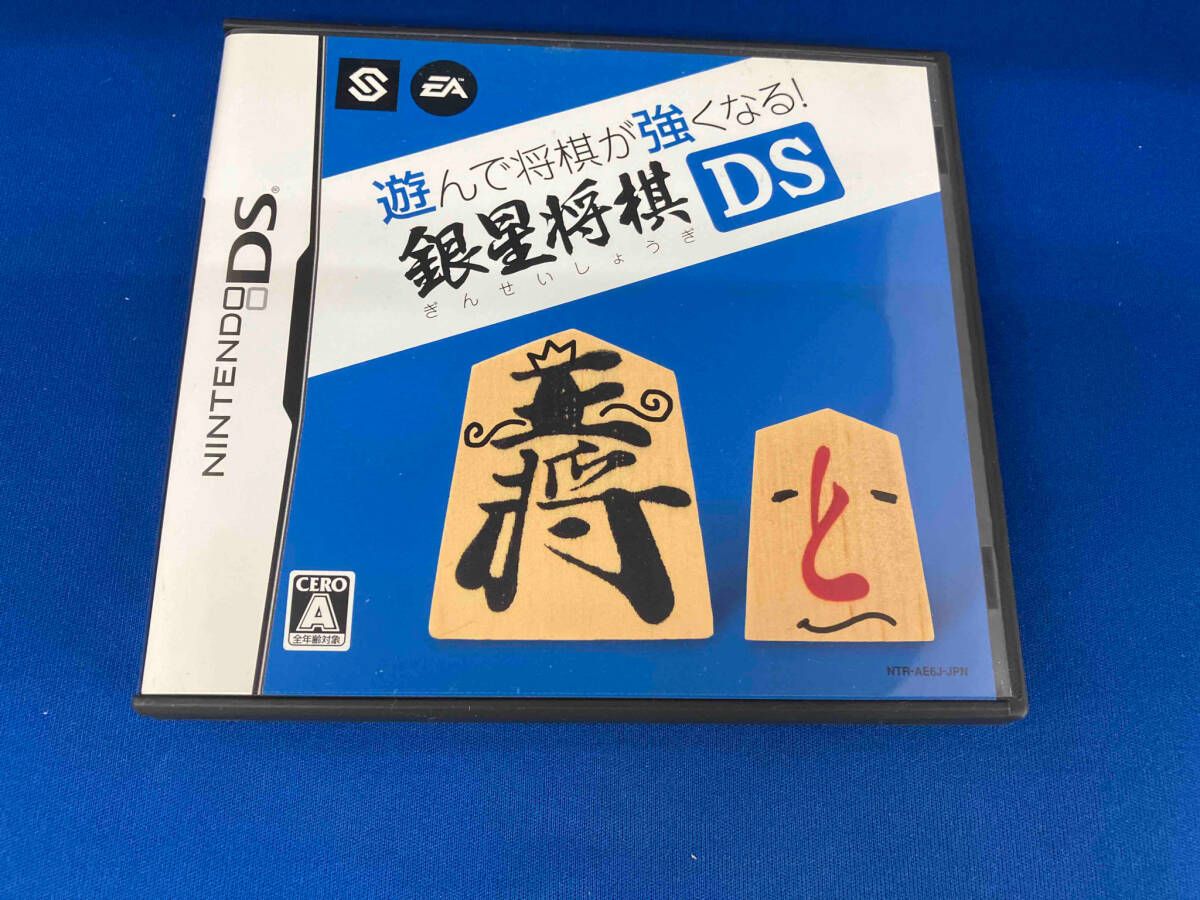 S
EA™
遊んで将棋が強くなる!
銀星将棋 DS
ぎんせいしょうぎ
NINTENDO DS®
王将
と
CERO
A
全年齢対象
NTR-AE6J-JPN